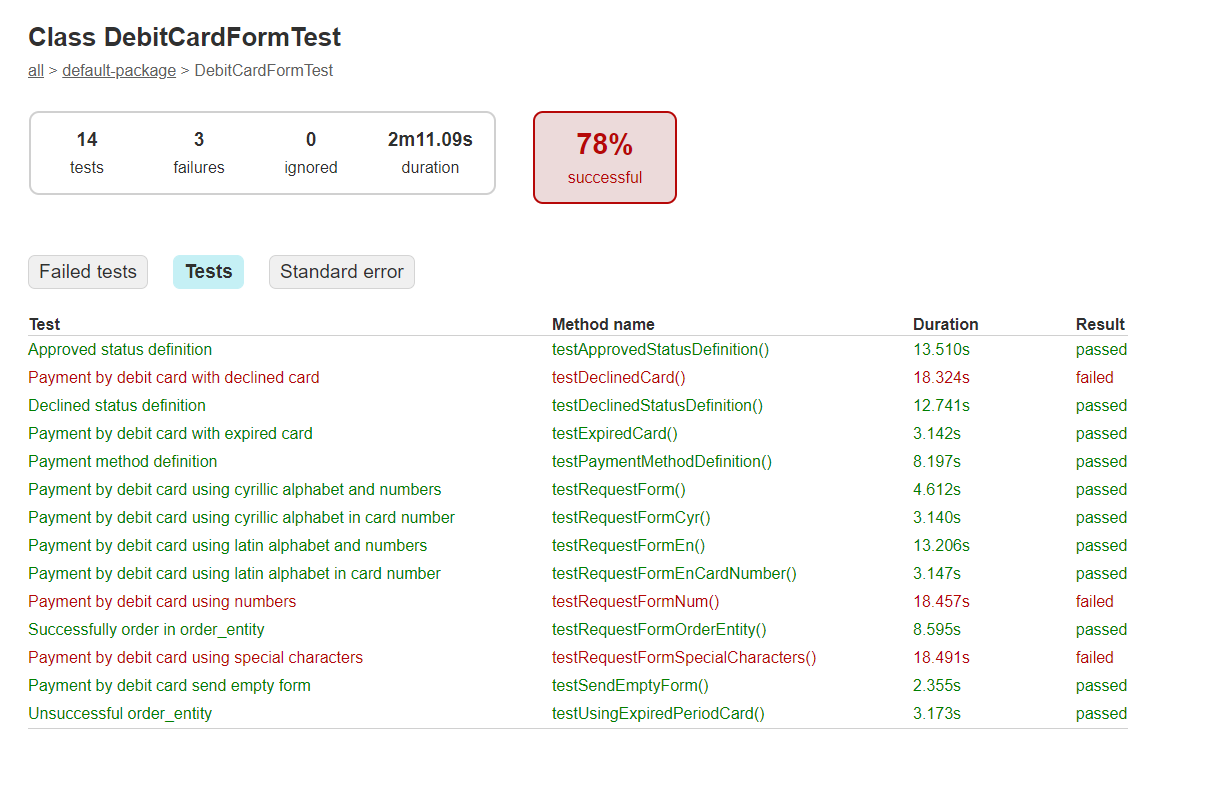 Class DebitCardFormTest
all > default-package > DebitCardFormTest
14 3 0 2m11.09s
tests failures ignored duration
78%
successful
Failed tests Tests Standard error
Test Method name Duration Result
Approved status definition testApprovedStatusDefinition() 13.510s passed
Payment by debit card with declined card testDeclinedCard() 18.324s failed
Declined status definition testDeclinedStatusDefinition() 12.741s passed
Payment by debit card with expired card testExpiredCard() 3.142s passed
Payment method definition testPaymentMethodDefinition() 8.197s passed
Payment by debit card using cyrillic alphabet and numbers testRequestForm() 4.612s passed
Payment by debit card using cyrillic alphabet in card number testRequestFormCyr() 3.140s passed
Payment by debit card using latin alphabet and numbers testRequestFormEn() 13.206s passed
Payment by debit card using latin alphabet in card number testRequestFormEnCardNumber() 3.147s passed
Payment by debit card using numbers testRequestFormNum() 18.457s failed
Successfully order in order_entity testRequestFormOrderEntity() 8.595s passed
Payment by debit card using special characters testRequestFormSpecialCharacters() 18.491s failed
Payment by debit card send empty form testSendEmptyForm() 2.355s passed
Unsuccessful order_entity testUsingExpiredPeriodCard() 3.173s passed